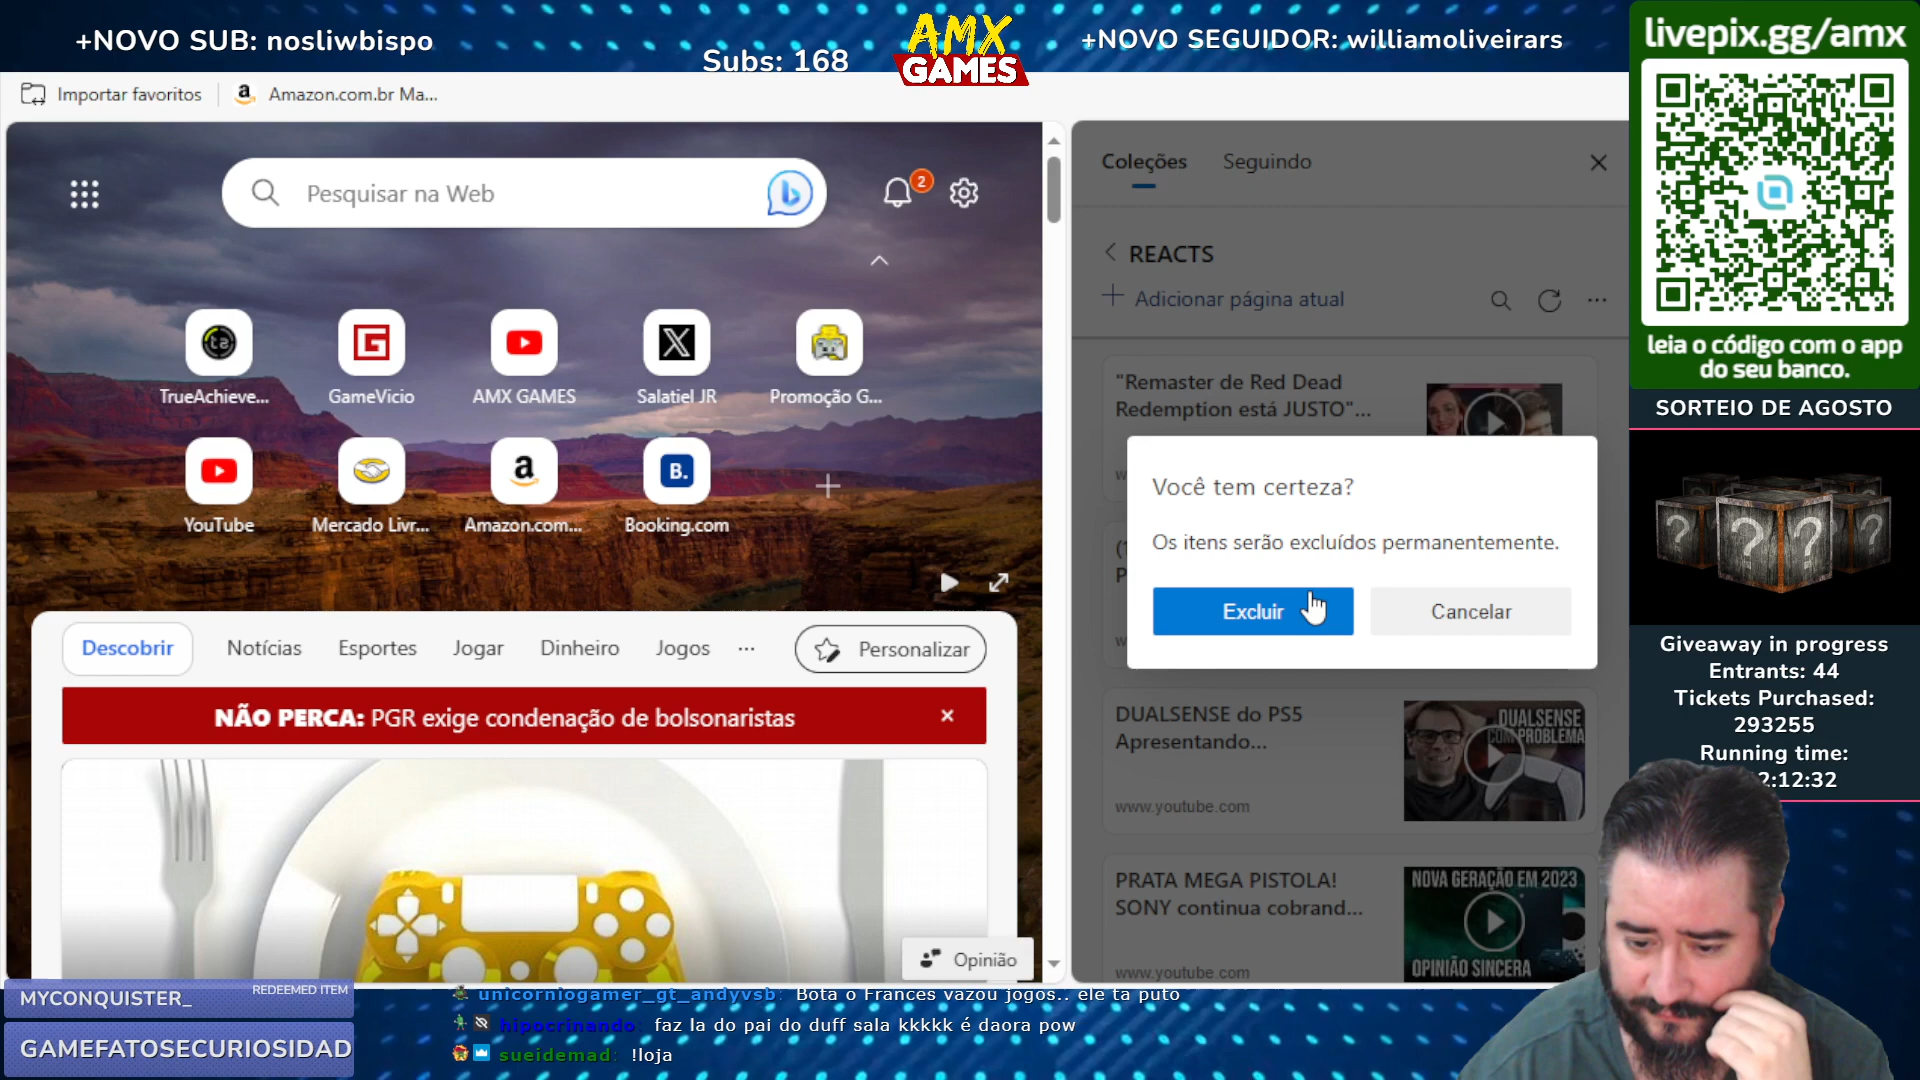 +NOVO SUB: nosliwbispo
Subs: 168
AMX
GAMES
+NOVO SEGUIDOR: williamoliveirars
livepix.gg/amx
leia o código com o app
do seu banco.
SORTEIO DE AGOSTO
Giveaway in progress
Entrants: 44
Tickets Purchased:
293255
Running time:
2:12:32
Importar favoritos
Amazon.com.br Ma...
Pesquisar na Web
2
TrueAchieve...
GameVicio
AMX GAMES
Salatiel JR
Promoção G...
YouTube
Mercado Livr...
Amazon.com...
Booking.com
Descobrir
Notícias
Esportes
Jogar
Dinheiro
Jogos
...
Personalizar
NÃO PERCA: PGR exige condenação de bolsonaristas
Opinião
Coleções
Seguindo
REACTS
Adicionar página atual
"Remaster de Red Dead
Redemption está JUSTO"...
Você tem certeza?
Os itens serão excluídos permanentemente.
Excluir
Cancelar
DUALSENSE do PS5
Apresentando...
www.youtube.com
DUALSENSE
COM PROBLEMA
PRATA MEGA PISTOLA!
SONY continua cobrand...
www.youtube.com
NOVA GERAÇÃO EM 2023
OPINIÃO SINCERA
MYCONQUISTER_
REDEEMED ITEM
GAMEFATOSECURIOSIDAD
unicorniogamer_gt_andyvsb: Bota o Frances vazou jogos.. ele ta puto
hipocrinando: faz la do pai do duff sala kkkkk é daora pow
sueidemad: !loja